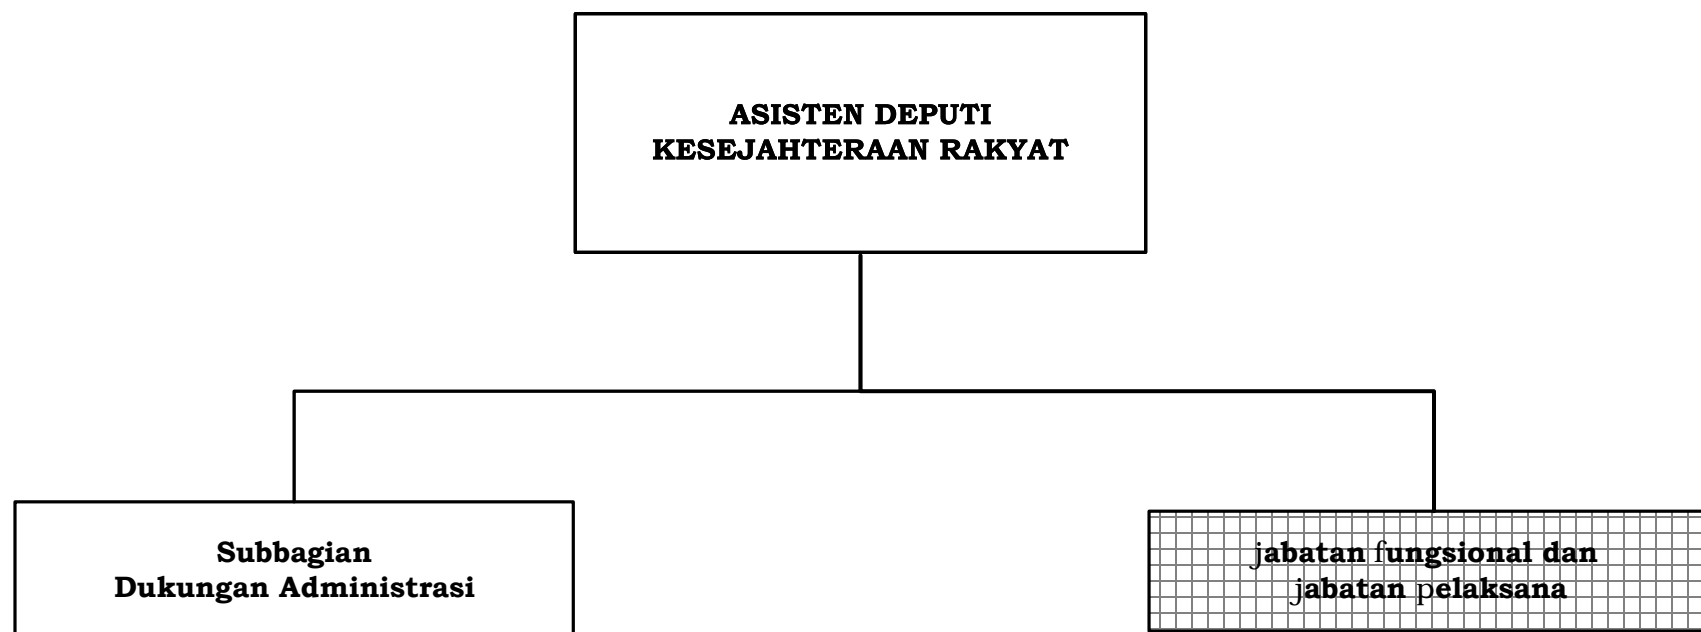 ASISTEN DEPUTI
KESEJAHTERAAN RAKYAT
Subbagian
Dukungan Administrasi
jabatan fungsional dan
jabatan pelaksana